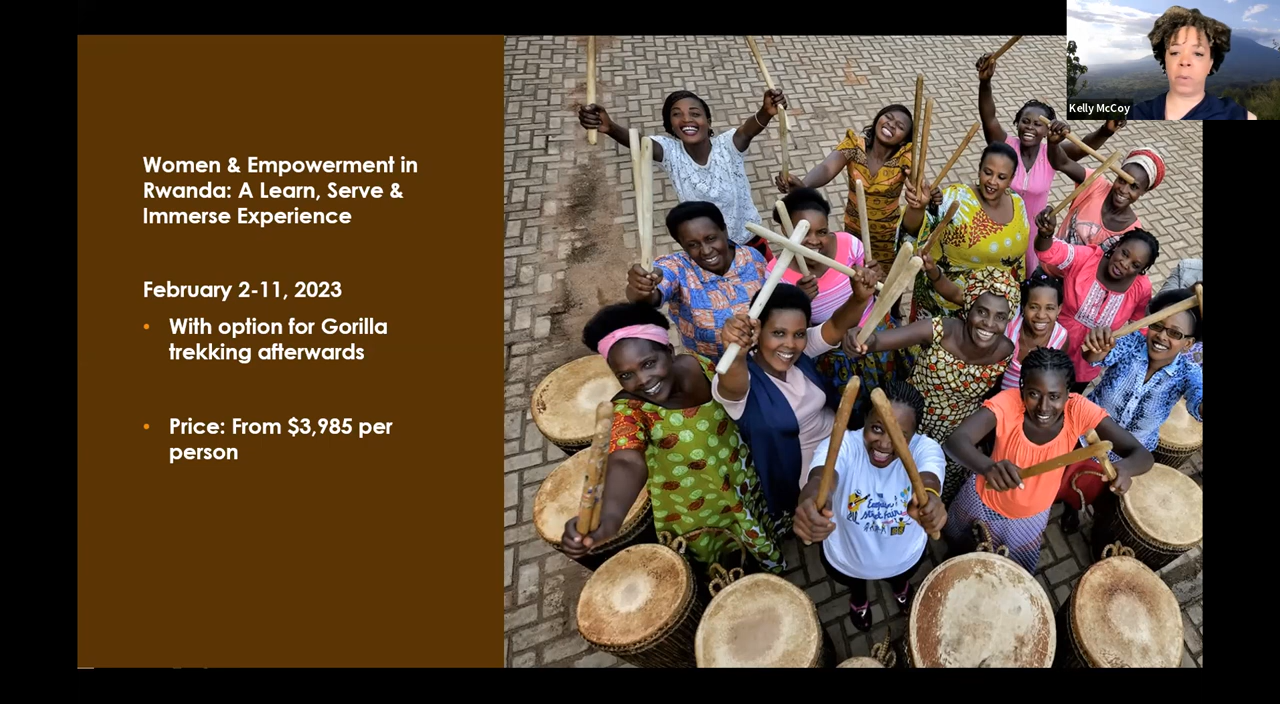 Women & Empowerment in
Rwanda: A Learn, Serve &
Immerse Experience
February 2-11, 2023
• With option for Gorilla
trekking afterwards
• Price: From $3,985 per
person
Kelly McCoy